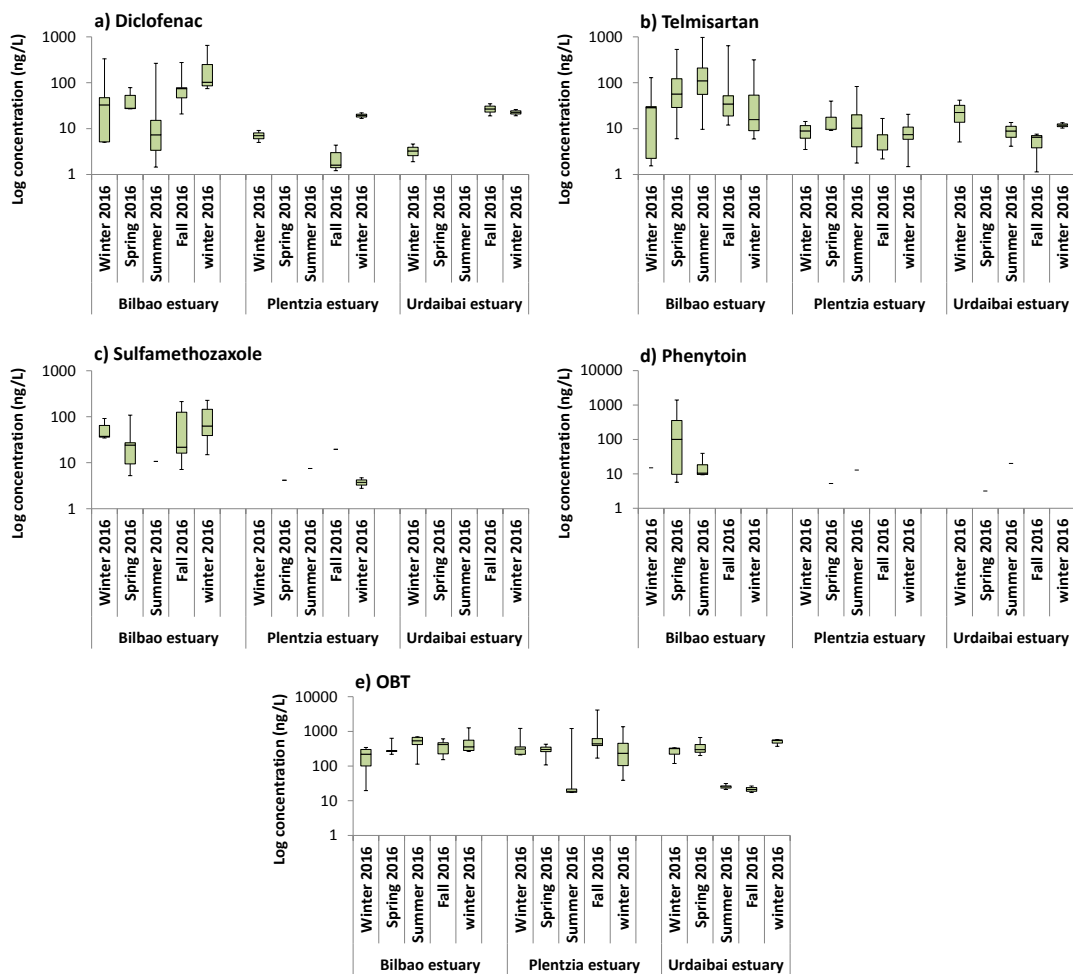 a) Diclofenac
Log concentration (ng/L)
1000
100
10
1
Winter 2016
Spring 2016
Summer 2016
Fall 2016
winter 2016
Winter 2016
Spring 2016
Summer 2016
Fall 2016
winter 2016
Winter 2016
Spring 2016
Summer 2016
Fall 2016
winter 2016
Bilbao estuary
Plentzia estuary
Urdaibai estuary
b) Telmisartan
Log concentration (ng/L)
1000
100
10
1
Winter 2016
Spring 2016
Summer 2016
Fall 2016
winter 2016
Winter 2016
Spring 2016
Summer 2016
Fall 2016
winter 2016
Winter 2016
Spring 2016
Summer 2016
Fall 2016
winter 2016
Bilbao estuary
Plentzia estuary
Urdaibai estuary
c) Sulfamethozaxole
Log concentration (ng/L)
1000
100
10
1
Winter 2016
Spring 2016
Summer 2016
Fall 2016
winter 2016
Winter 2016
Spring 2016
Summer 2016
Fall 2016
winter 2016
Winter 2016
Spring 2016
Summer 2016
Fall 2016
winter 2016
Bilbao estuary
Plentzia estuary
Urdaibai estuary
d) Phenytoin
Log concentration (ng/L)
10000
1000
100
10
1
Winter 2016
Spring 2016
Summer 2016
Fall 2016
winter 2016
Winter 2016
Spring 2016
Summer 2016
Fall 2016
winter 2016
Winter 2016
Spring 2016
Summer 2016
Fall 2016
winter 2016
Bilbao estuary
Plentzia estuary
Urdaibai estuary
e) OBT
Log concentration (ng/L)
10000
1000
100
10
1
Winter 2016
Spring 2016
Summer 2016
Fall 2016
winter 2016
Winter 2016
Spring 2016
Summer 2016
Fall 2016
winter 2016
Winter 2016
Spring 2016
Summer 2016
Fall 2016
winter 2016
Bilbao estuary
Plentzia estuary
Urdaibai estuary